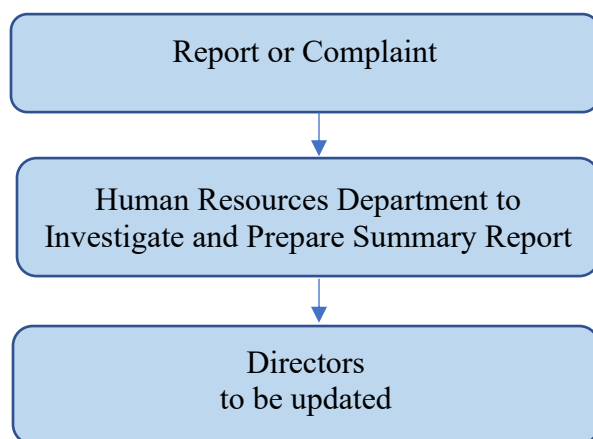 Report or Complaint
Human Resources Department to
Investigate and Prepare Summary Report
Directors
to be updated